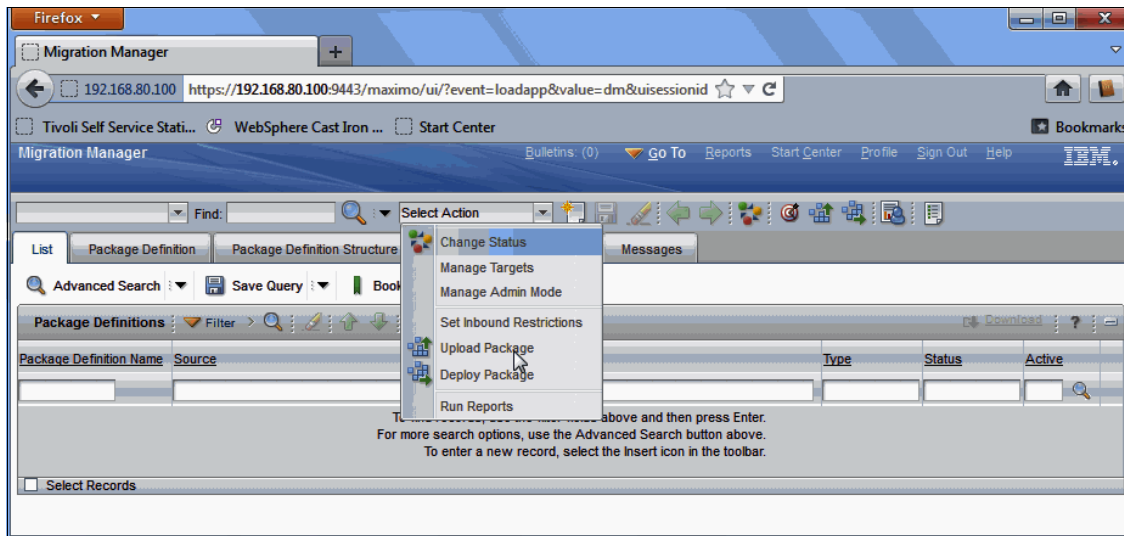 Firefox
Migration Manager
192.168.80.100 https://192.168.80.100:9443/maximo/ui/?event=loadapp&value=dm&uisessionid
Tivoli Self Service Stati... WebSphere Cast Iron ... Start Center Bookmarks
Migration Manager Bulletins: (0) Go To Reports Start Center Profile Sign Out Help IBM.
Find: Select Action
List Package Definition Package Definition Structure Messages
Change Status
Manage Targets
Manage Admin Mode
Set Inbound Restrictions
Upload Package
Deploy Package
Run Reports
Advanced Search Save Query Book
Package Definitions Filter Download ?
Package Definition Name Source Type Status Active
above and then press Enter.
For more search options, use the Advanced Search button above.
To enter a new record, select the Insert icon in the toolbar.
Select Records